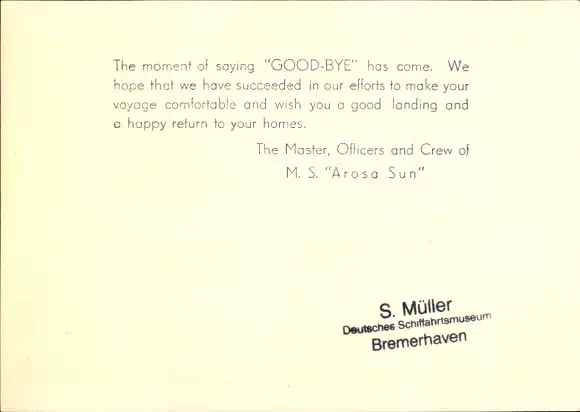 The moment of saying "GOOD-BYE" has come. We
hope that we have succeeded in our efforts to make your
voyage comfortable and wish you a good landing and
a happy return to your homes.
The Master, Officers and Crew of
M. S. "Arosa Sun"
S. Müller
Deutsches Schiffahrtsmuseum
Bremerhaven